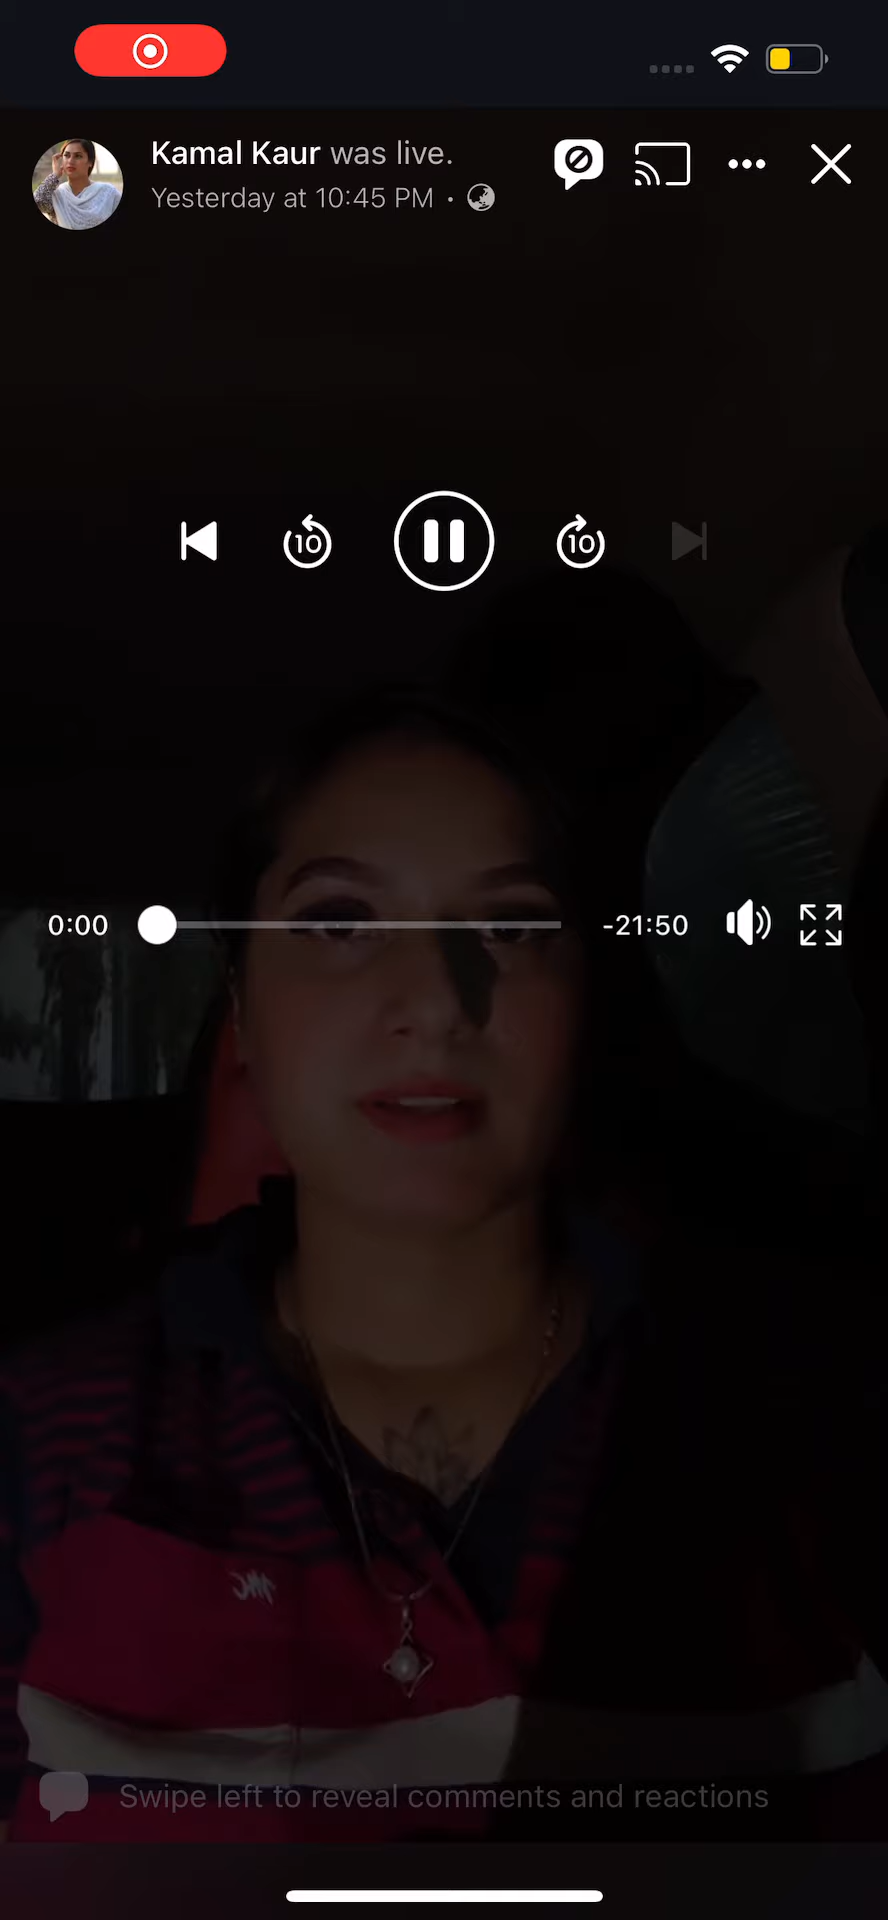 Kamal Kaur was live.
Yesterday at 10:45 PM ·
10
10
0:00
-21:50
Swipe left to reveal comments and reactions